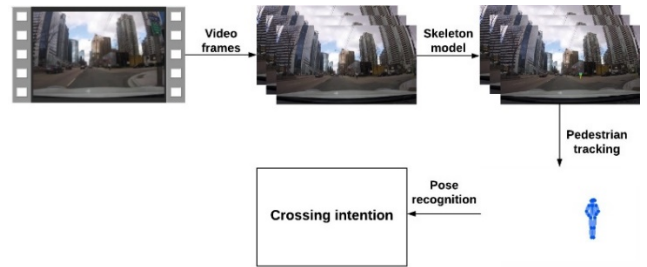 Video
frames
Skeleton
model
Pedestrian
tracking
Pose
recognition
Crossing intention